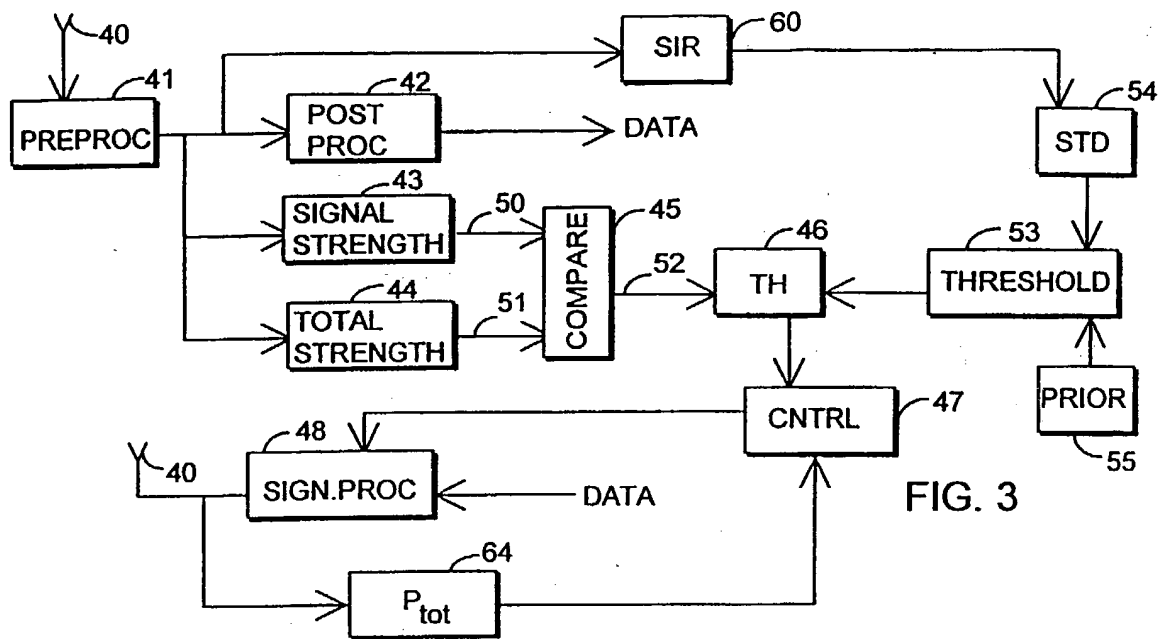 40
60
SIR
41
42
54
PREPROC
POST
PROC
DATA
STD
43
50
45
SIGNAL
STRENGTH
COMPARE
46
53
52
TH
THRESHOLD
44
51
TOTAL
STRENGTH
CNTRL
47
PRIOR
55
48
40
SIGN.PROC
DATA
FIG. 3
64
Ptot